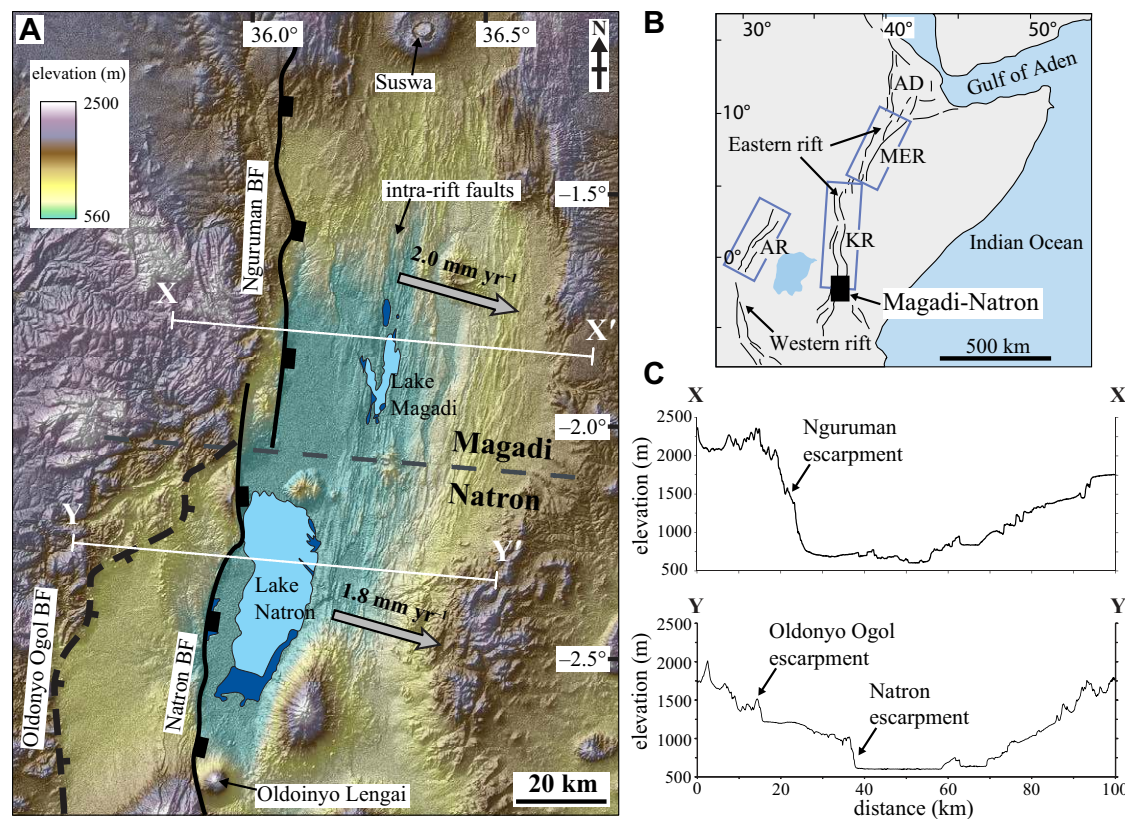 A
36.0°
36.5°
N
elevation (m)
2500
560
Suswa
Nguruman BF
intra-rift faults
–1.5°
2.0 mm yr⁻¹
X
X′
Lake
Magadi
–2.0°
Magadi
Natron
Y
Y′
Lake
Natron
1.8 mm yr⁻¹
Oldonyo Ogol BF
Natron BF
–2.5°
Oldoinyo Lengai
20 km
B
30°
40°
50°
AD
Gulf of Aden
10°
Eastern rift
MER
AR
KR
Indian Ocean
0°
Magadi-Natron
Western rift
500 km
C
X
X
2500
2000
1500
1000
500
elevation (m)
Nguruman
escarpment
Y
Y
2500
2000
1500
1000
500
elevation (m)
Oldonyo Ogol
escarpment
Natron
escarpment
0
20
40
60
80
100
distance (km)